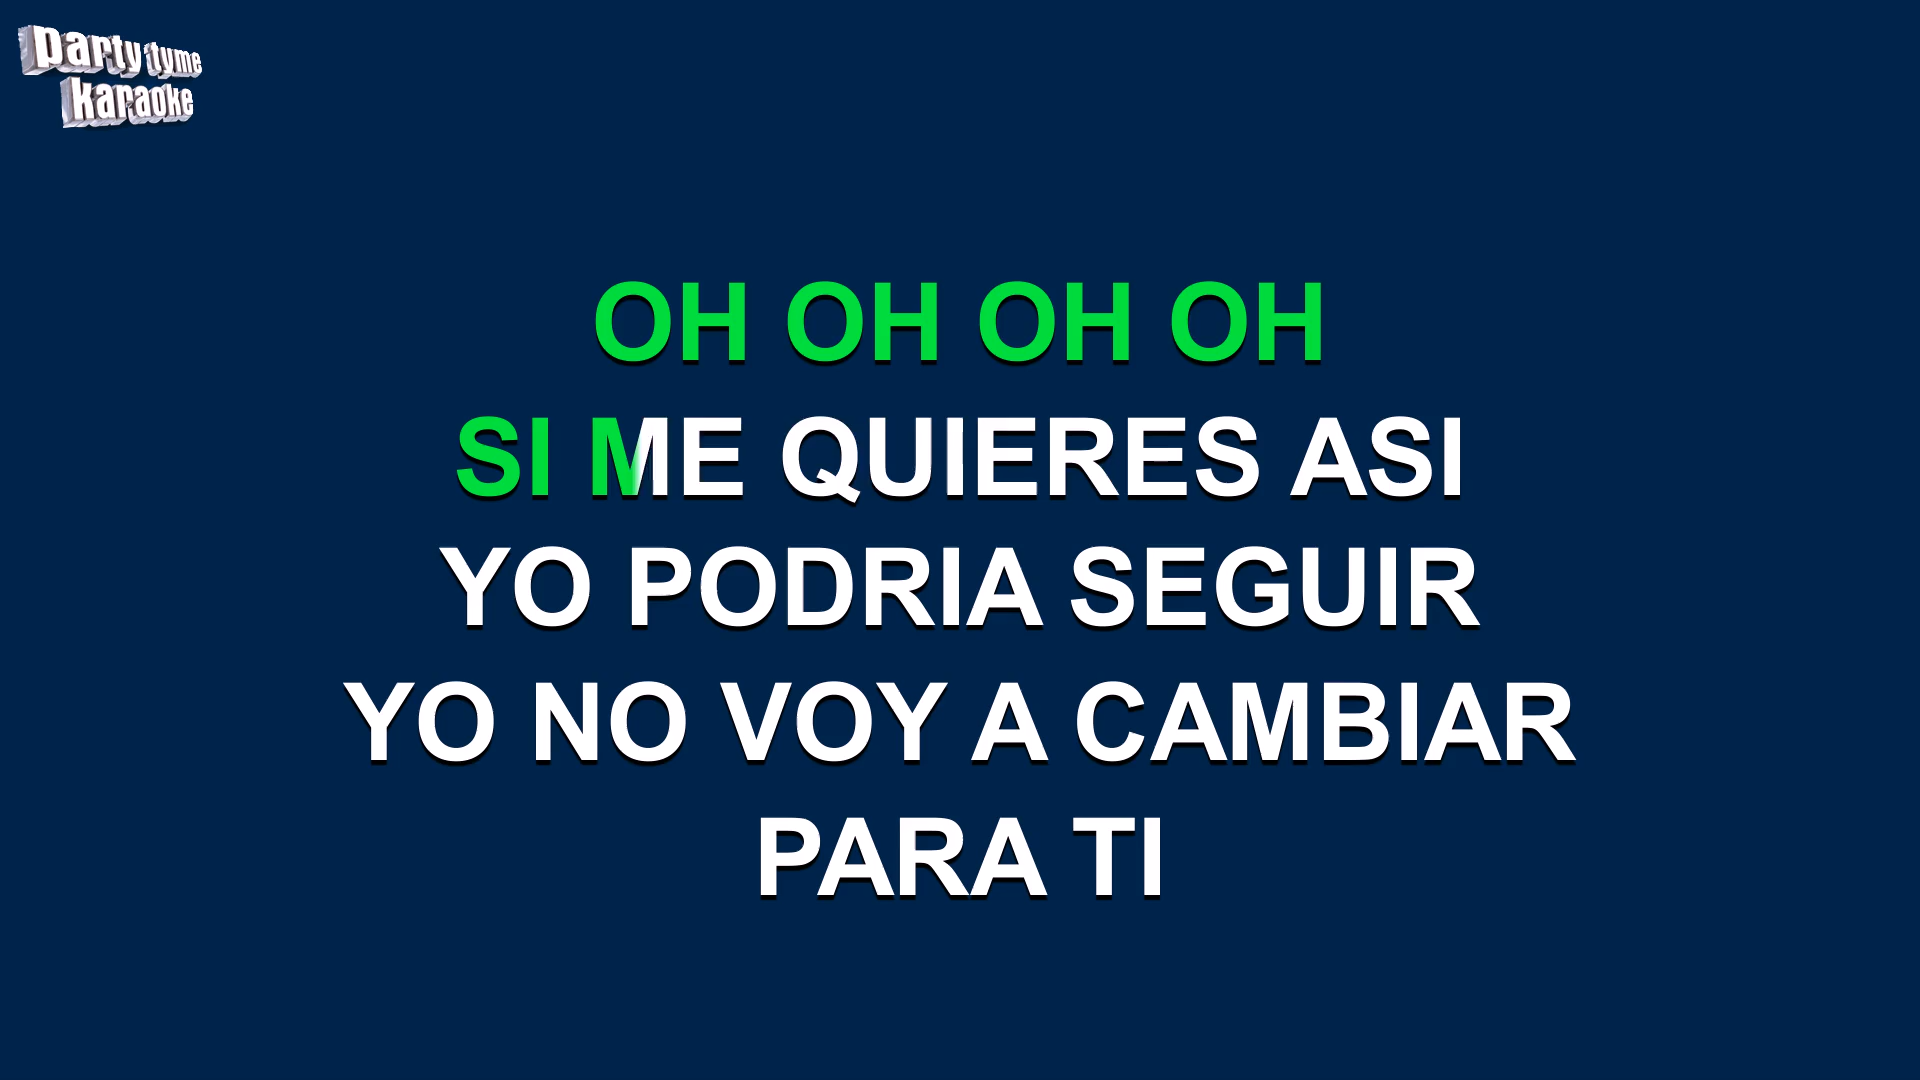 party tyme
karaoke
OH OH OH OH
SI ME QUIERES ASI
YO PODRIA SEGUIR
YO NO VOY A CAMBIAR
PARA TI